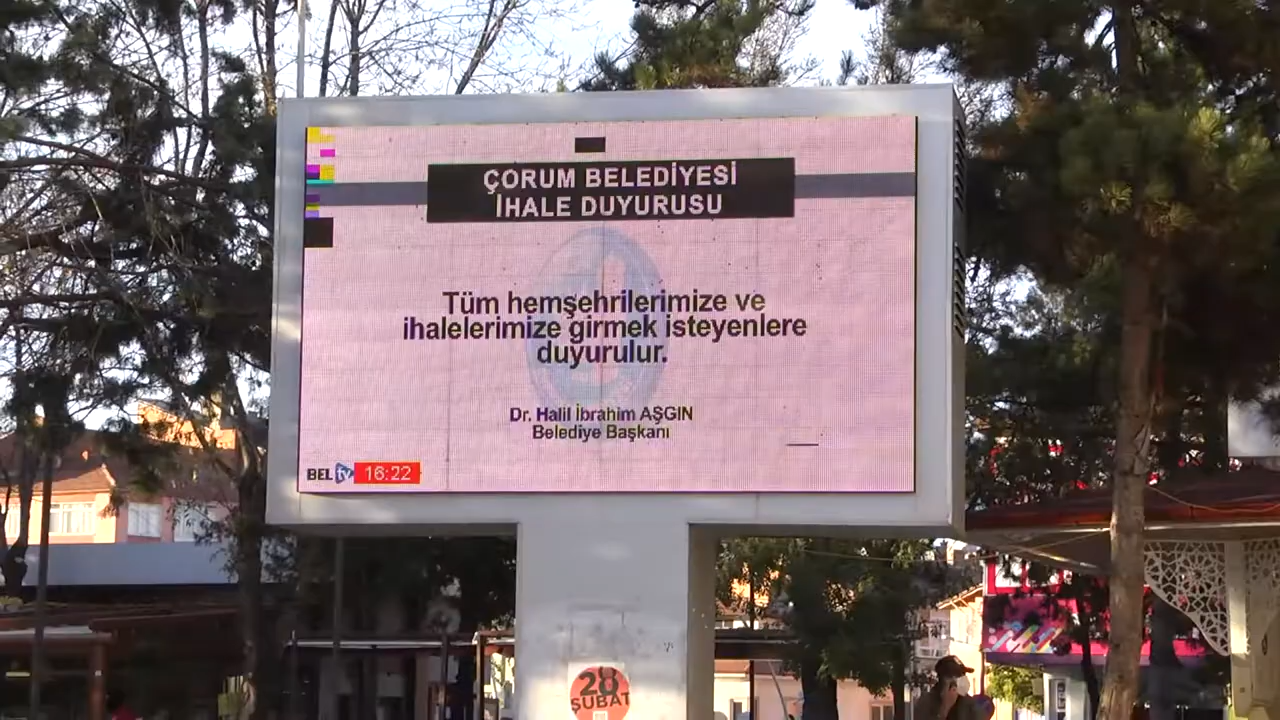 ÇORUM BELEDİYESİ
İHALE DUYURUSU
Tüm hemşehrilerimize ve
ihalelerimize girmek isteyenlere
duyurulur.
Dr. Halil İbrahim AŞGIN
Belediye Başkanı
BEL tv 16:22
28
ŞUBAT